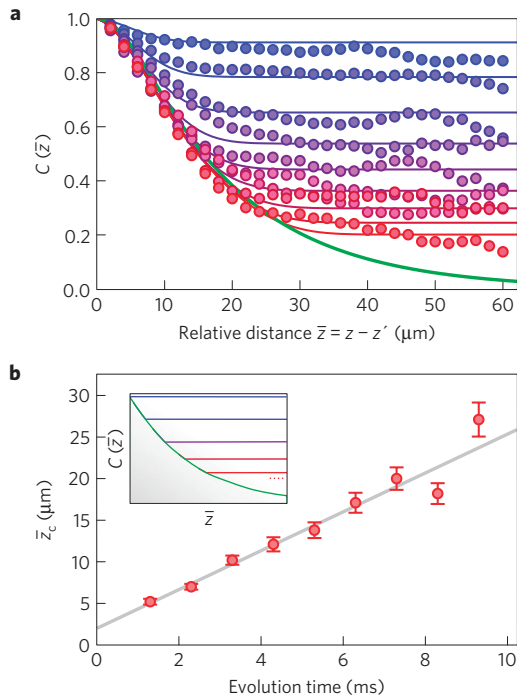 a
1.0
0.8
0.6
0.4
0.2
0.0
C (z̅)
0 10 20 30 40 50 60
Relative distance z̅ = z − z′ (μm)
b
30
25
20
15
10
5
0
z̅c (μm)
C (z̅)
z̅
0 2 4 6 8 10
Evolution time (ms)